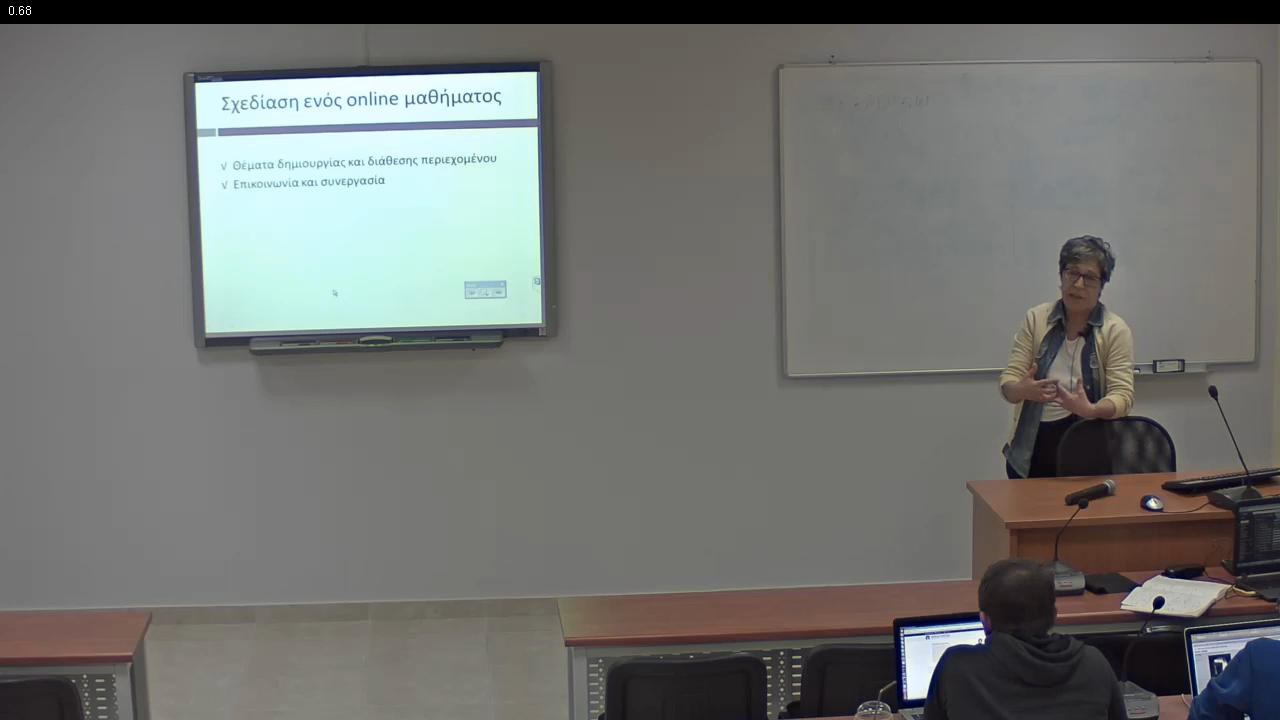 0.68
Σχεδίαση ενός online μαθήματος
√ Θέματα δημιουργίας και διάθεσης περιεχομένου
√ Επικοινωνία και συνεργασία